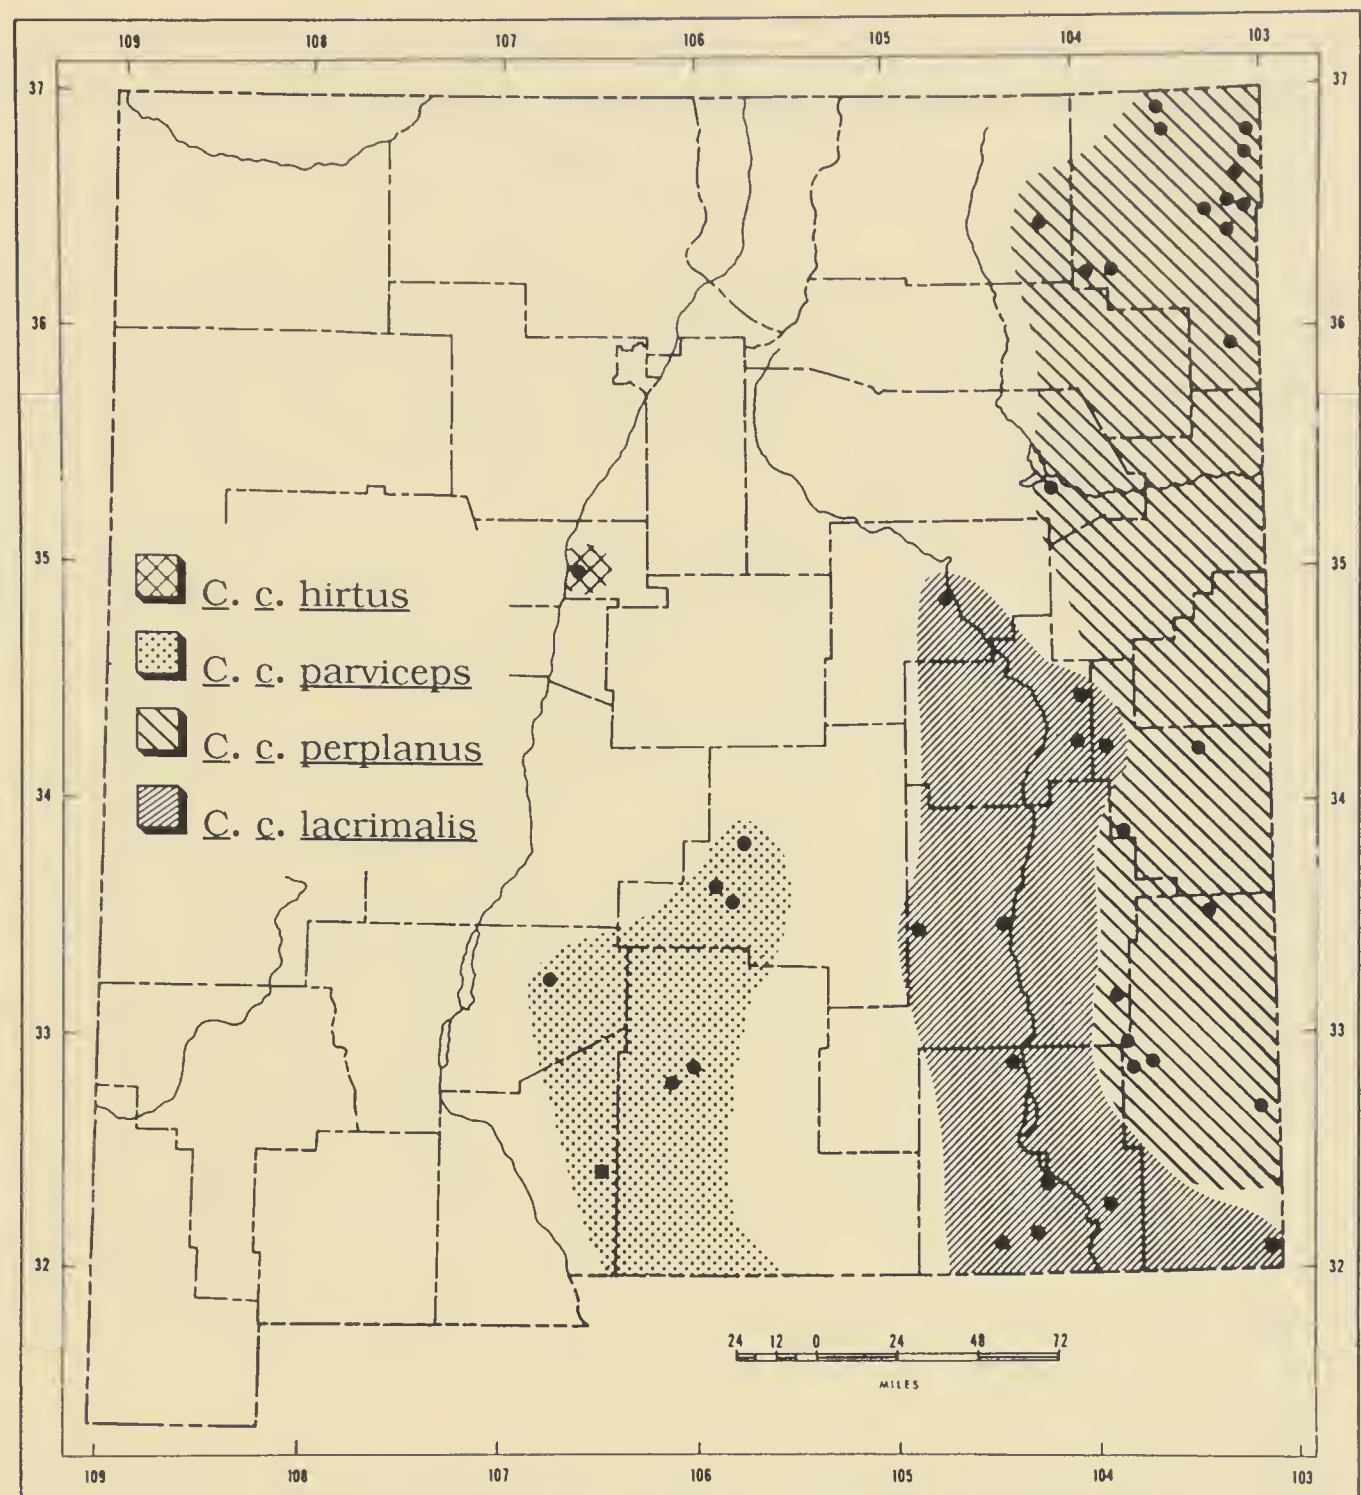 109 108 107 106 105 104 103
37 37
36 36
35 35
C. c. hirtus
C. c. parviceps
C. c. perplanus
34 34
C. c. lacrimalis
33 33
32 32
24 12 0 24 48 72
MILES
109 108 107 106 105 104 103